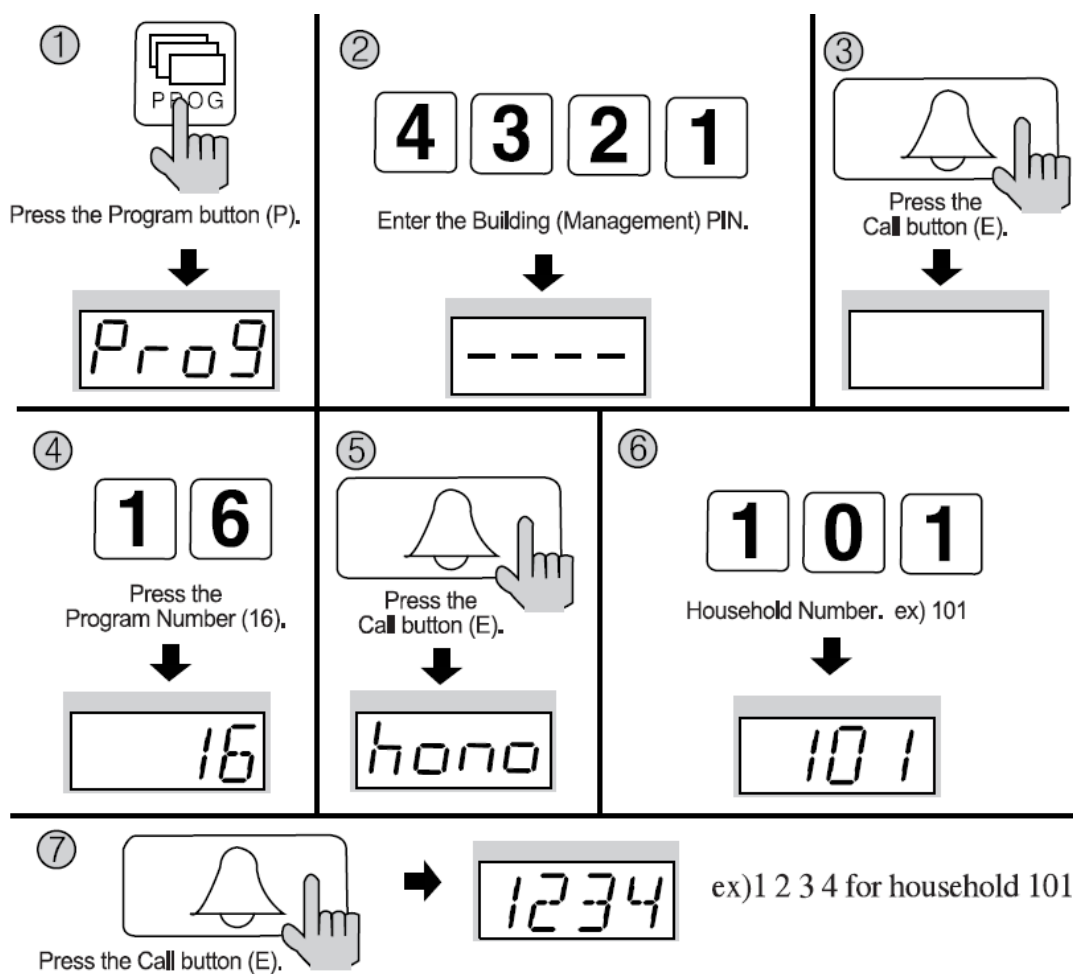 ①
PROG
Press the Program button (P).
Prog
②
4 3 2 1
Enter the Building (Management) PIN.
– – – –
③
Press the
Call button (E).
④
1 6
Press the
Program Number (16).
16
⑤
Press the
Call button (E).
hono
⑥
1 0 1
Household Number. ex) 101
101
⑦
Press the Call button (E).
1234
ex)1 2 3 4 for household 101